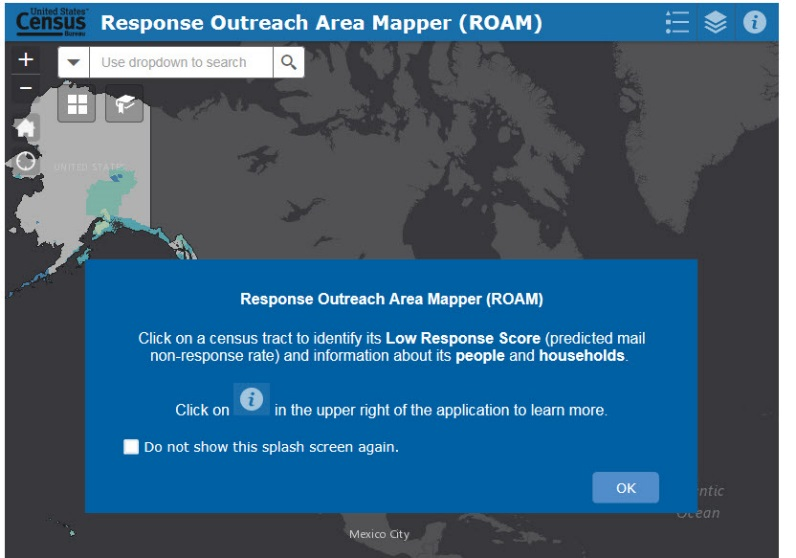 United States®
Census
Bureau
Response Outreach Area Mapper (ROAM)
Use dropdown to search
UNITED STATES
Response Outreach Area Mapper (ROAM)
Click on a census tract to identify its Low Response Score (predicted mail
non-response rate) and information about its people and households.
Click on i in the upper right of the application to learn more.
Do not show this splash screen again.
OK
ntic
Ocean
Mexico City